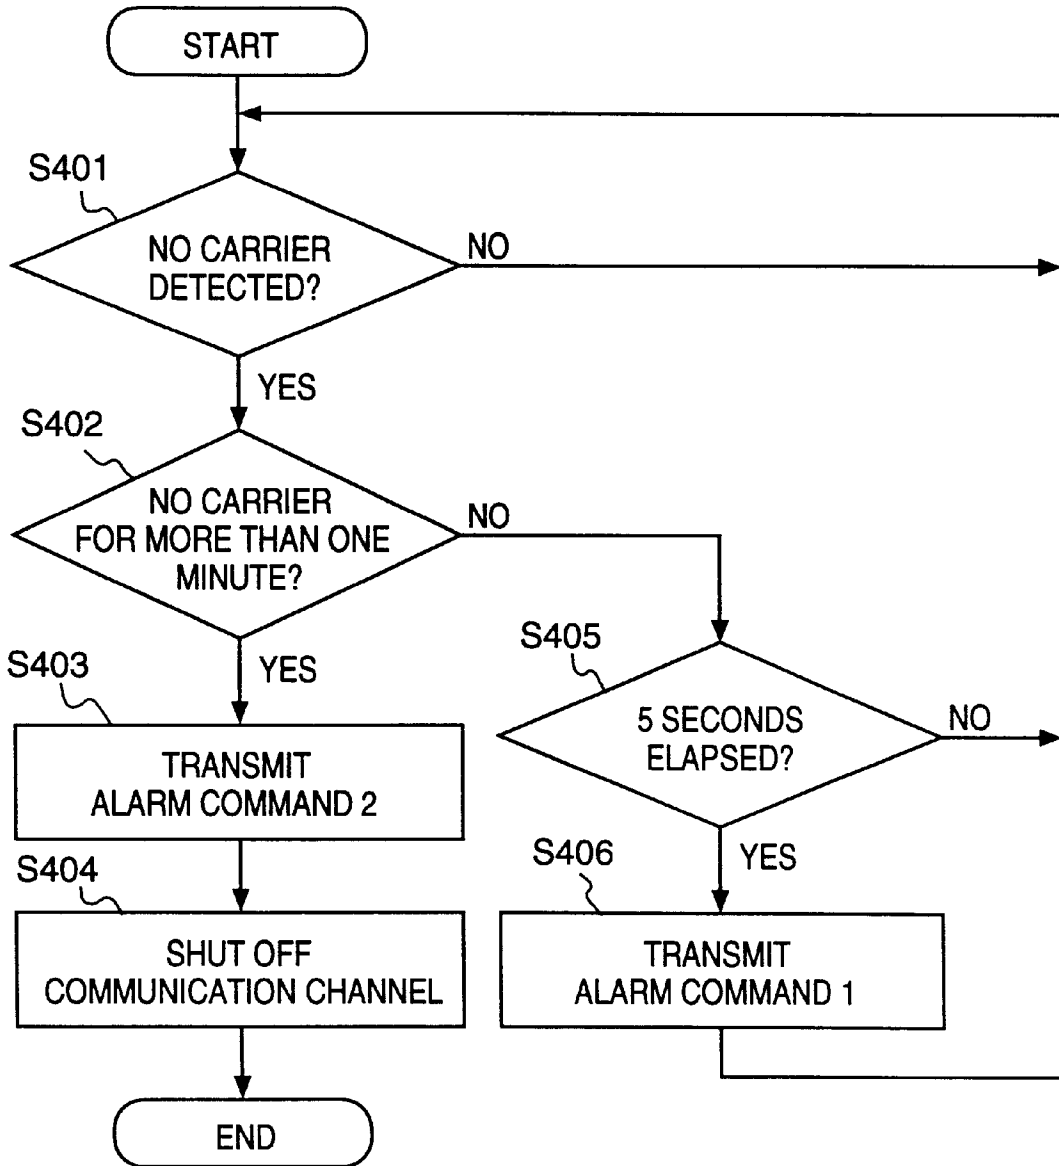 START
S401
NO CARRIER
DETECTED?
NO
YES
S402
NO CARRIER
FOR MORE THAN ONE
MINUTE?
NO
YES
S403
TRANSMIT
ALARM COMMAND 2
S404
SHUT OFF
COMMUNICATION CHANNEL
END
S405
5 SECONDS
ELAPSED?
NO
YES
S406
TRANSMIT
ALARM COMMAND 1